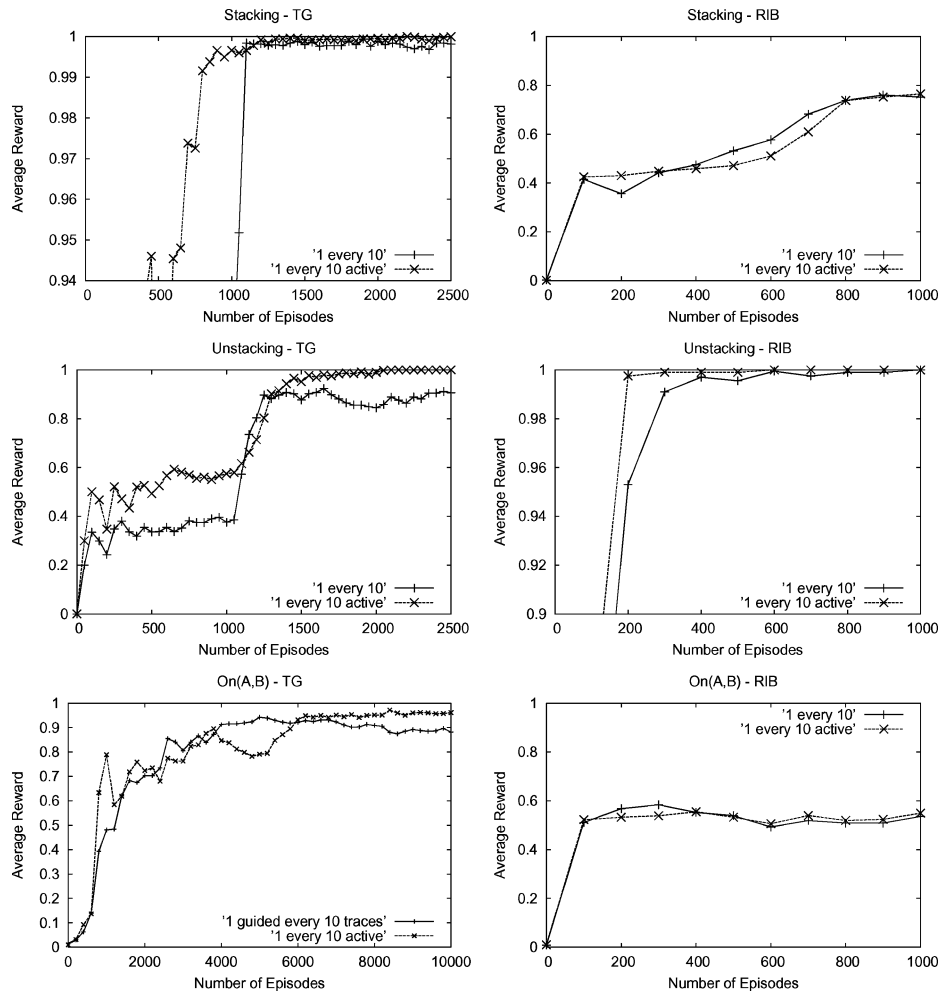 Stacking - TG
Average Reward
1
0.99
0.98
0.97
0.96
0.95
0.94
'1 every 10'
'1 every 10 active'
0 500 1000 1500 2000 2500
Number of Episodes
Stacking - RIB
Average Reward
1
0.8
0.6
0.4
0.2
0
'1 every 10'
'1 every 10 active'
0 200 400 600 800 1000
Number of Episodes
Unstacking - TG
Average Reward
1
0.8
0.6
0.4
0.2
0
'1 every 10'
'1 every 10 active'
0 500 1000 1500 2000 2500
Number of Episodes
Unstacking - RIB
Average Reward
1
0.98
0.96
0.94
0.92
0.9
'1 every 10'
'1 every 10 active'
0 200 400 600 800 1000
Number of Episodes
On(A,B) - TG
Average Reward
1
0.9
0.8
0.7
0.6
0.5
0.4
0.3
0.2
0.1
0
'1 guided every 10 traces'
'1 every 10 active'
0 2000 4000 6000 8000 10000
Number of Episodes
On(A,B) - RIB
Average Reward
1
0.8
0.6
0.4
0.2
0
'1 every 10'
'1 every 10 active'
0 200 400 600 800 1000
Number of Episodes